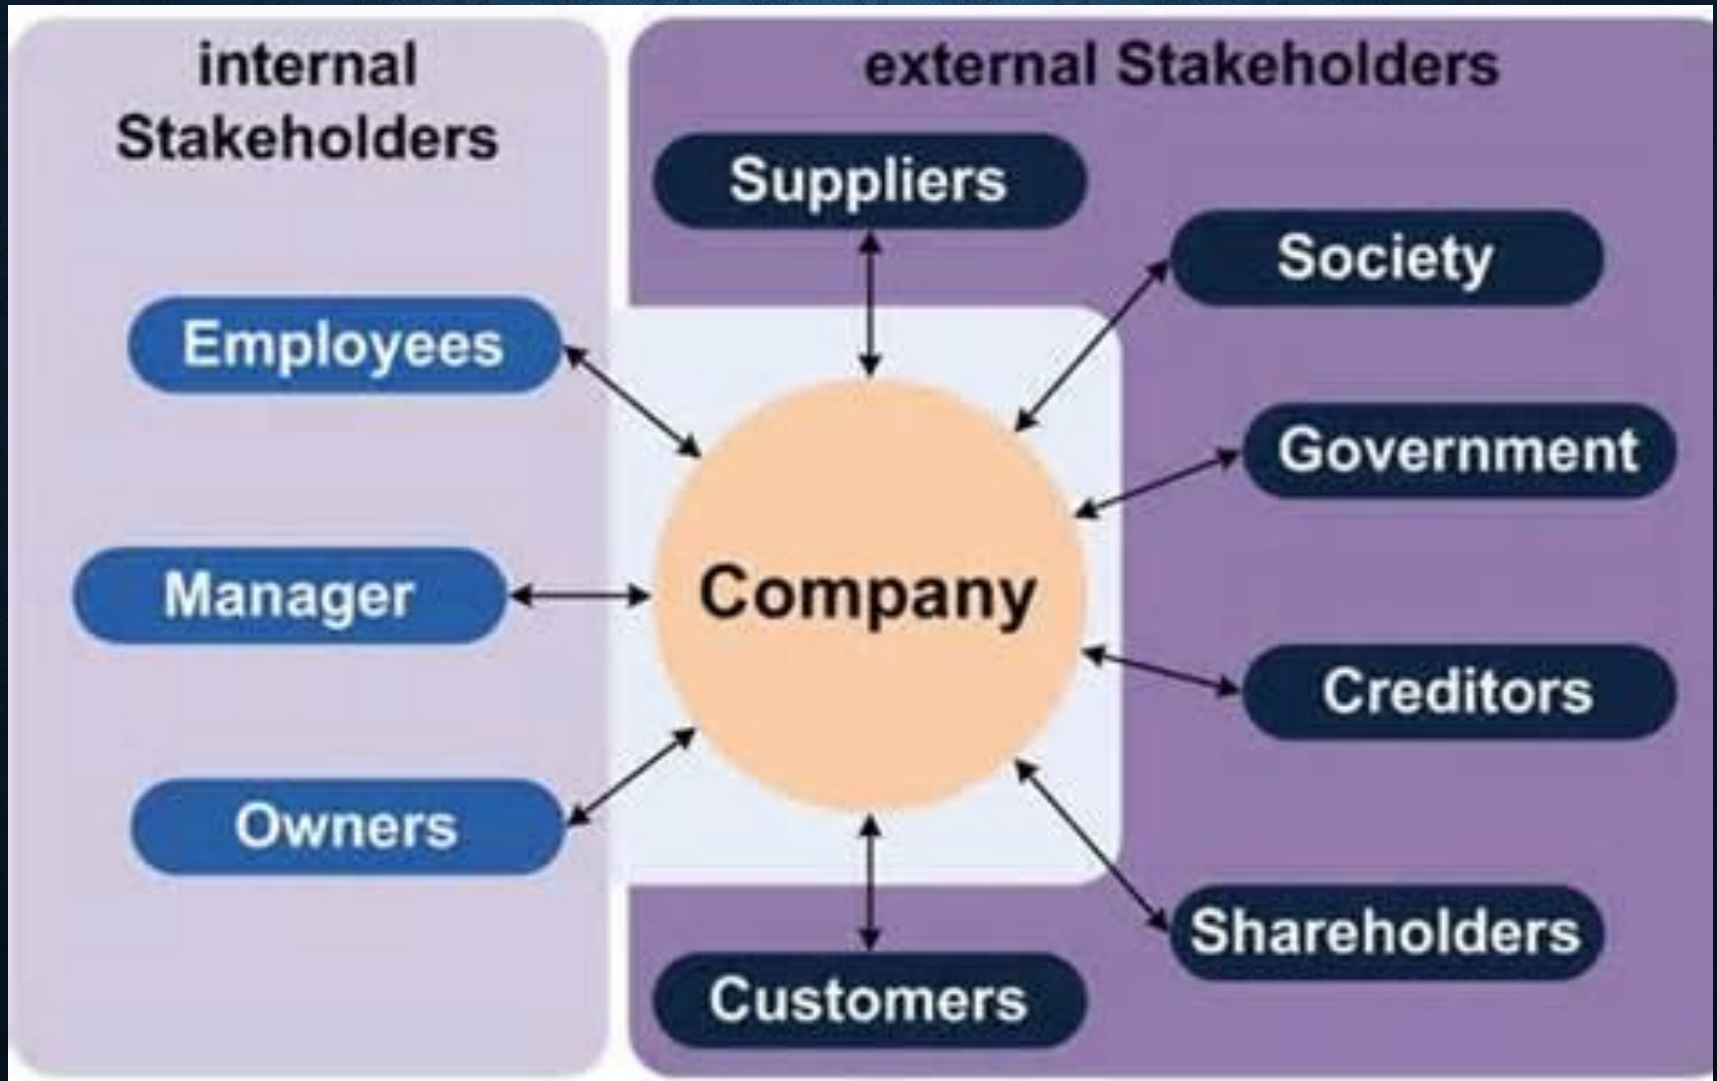 internal
Stakeholders
Employees
Manager
Owners
external Stakeholders
Suppliers
Society
Government
Company
Creditors
Shareholders
Customers